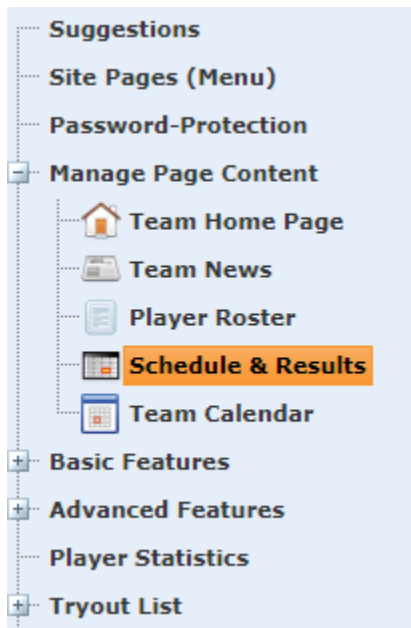 Suggestions
Site Pages (Menu)
Password-Protection
Manage Page Content
Team Home Page
Team News
Player Roster
Schedule & Results
Team Calendar
Basic Features
Advanced Features
Player Statistics
Tryout List